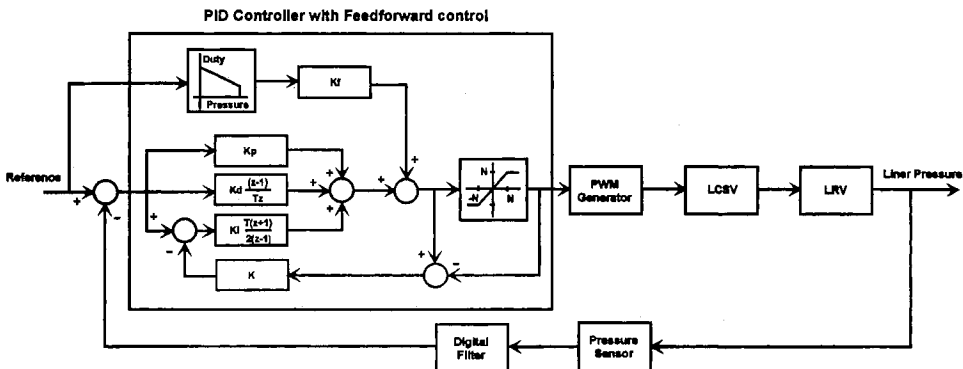 PID Controller with Feedforward control
Duty
Pressure
Kf
+
+
Kp
Reference
+
−
Kd (z-1)/Tz
+
+
+
KI T(z+1)/2(z-1)
+
−
K
+
−
N
-N
N
PWM
Generator
LCSV
LRV
Liner Pressure
Digital
Filter
Pressure
Sensor